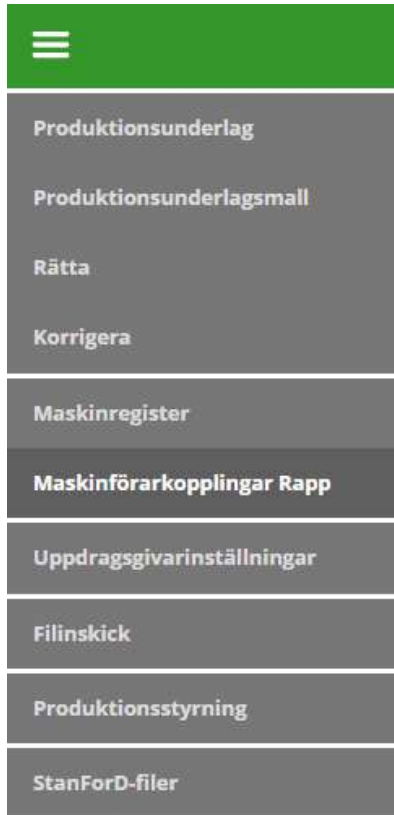 Produktionsunderlag
Produktionsunderlagsmall
Rätta
Korrigera
Maskinregister
Maskinförarkopplingar Rapp
Uppdragsgivarinställningar
Filinskick
Produktionsstyrning
StanForD-filer